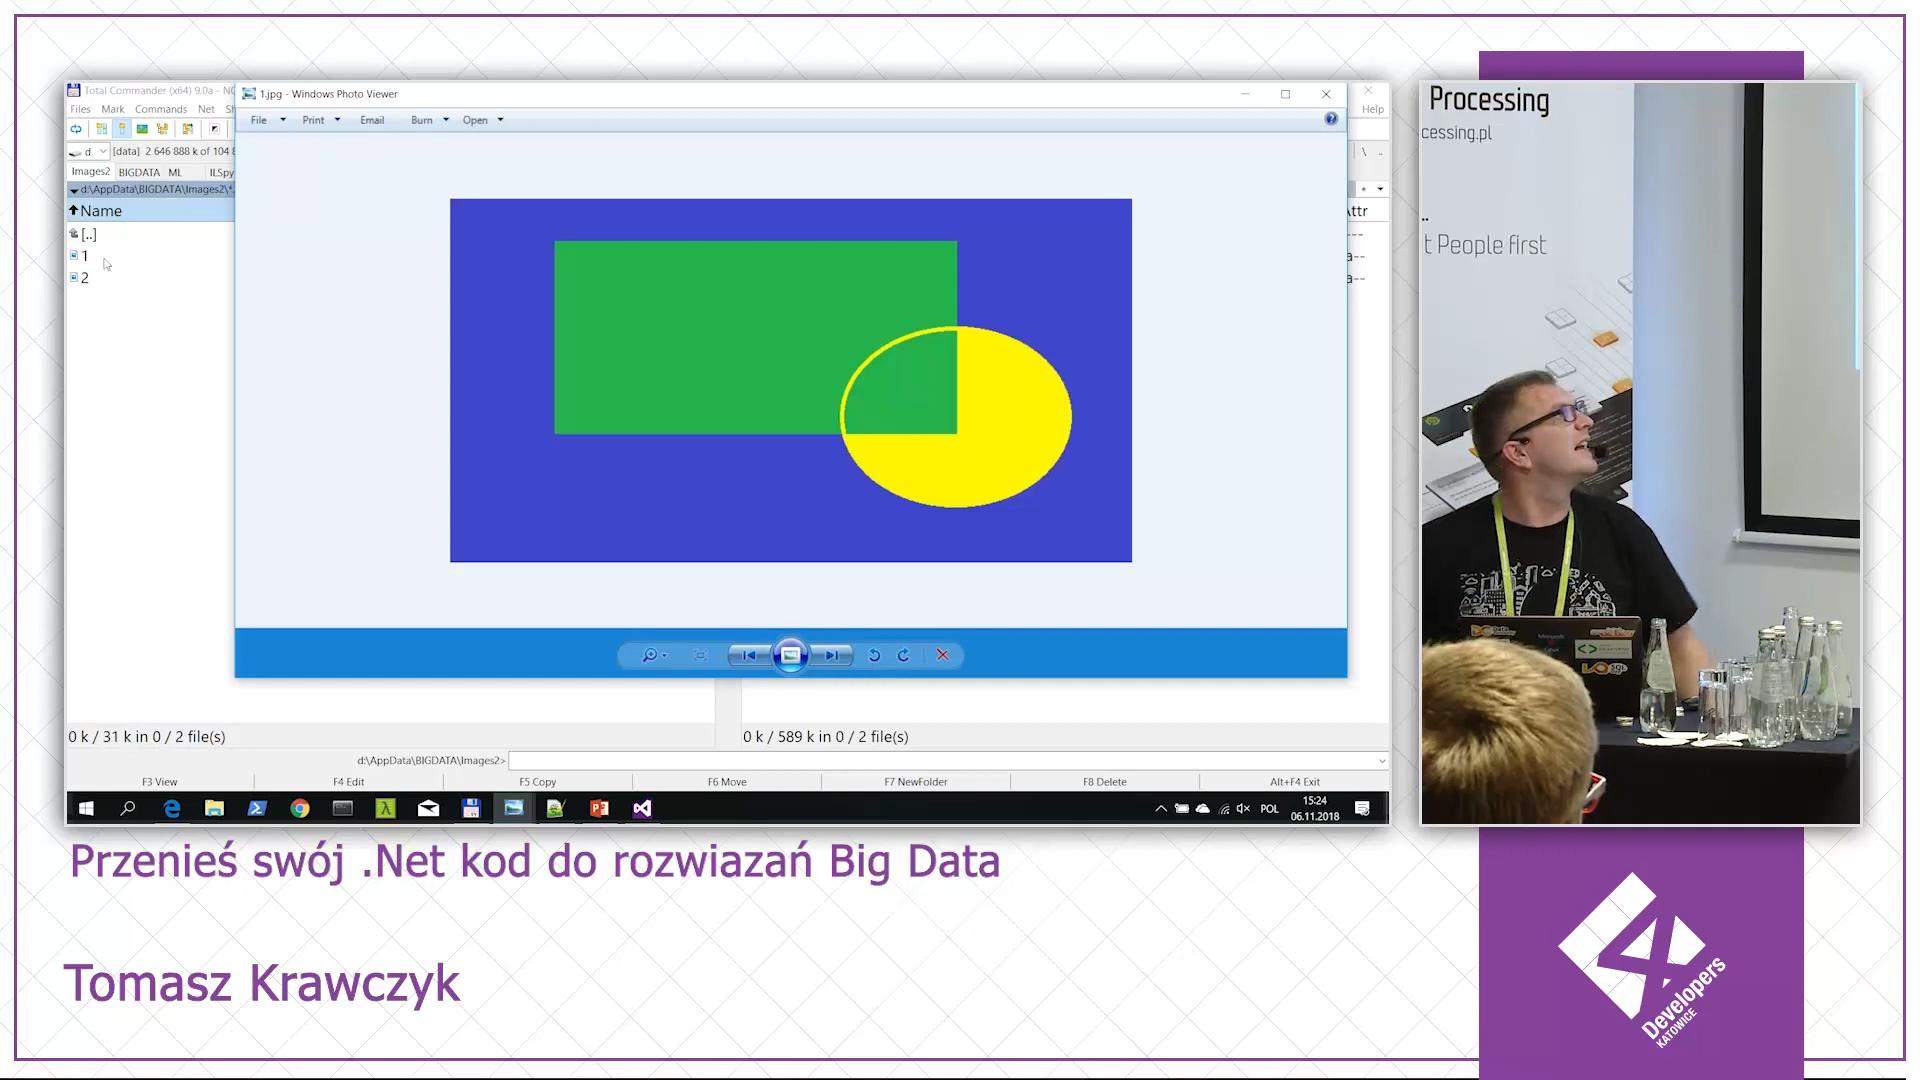 Total Commander (x64) 9.0a - NC
Files Mark Commands Net Sh
Help
d [data] 2 646 888 k of 104 8
Images2 BIGDATA ML ILSpy
d:\AppData\BIGDATA\Images2\*.
Name
[..]
1
2
Attr
---
a--
a--
1.jpg - Windows Photo Viewer
File Print Email Burn Open
0 k / 31 k in 0 / 2 file(s)
0 k / 589 k in 0 / 2 file(s)
d:\AppData\BIGDATA\Images2>
F3 View F4 Edit F5 Copy F6 Move F7 NewFolder F8 Delete Alt+F4 Exit
POL
15:24
06.11.2018
Processing
cessing.pl
t People first
Przenieś swój .Net kod do rozwiazań Big Data
Tomasz Krawczyk
4
Developers
KATOWICE